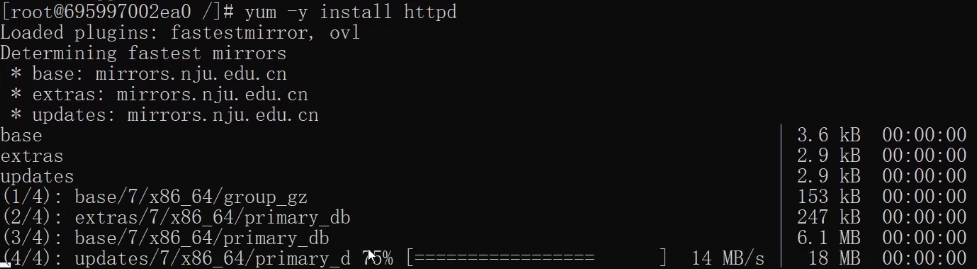 [root@695997002ea0 /]# yum -y install httpd
Loaded plugins: fastestmirror, ovl
Determining fastest mirrors
 * base: mirrors.nju.edu.cn
 * extras: mirrors.nju.edu.cn
 * updates: mirrors.nju.edu.cn
base | 3.6 kB 00:00:00
extras | 2.9 kB 00:00:00
updates | 2.9 kB 00:00:00
(1/4): base/7/x86_64/group_gz | 153 kB 00:00:00
(2/4): extras/7/x86_64/primary_db | 247 kB 00:00:00
(3/4): base/7/x86_64/primary_db | 6.1 MB 00:00:00
(4/4): updates/7/x86_64/primary_d 75% [================= ] 14 MB/s | 18 MB 00:00:00